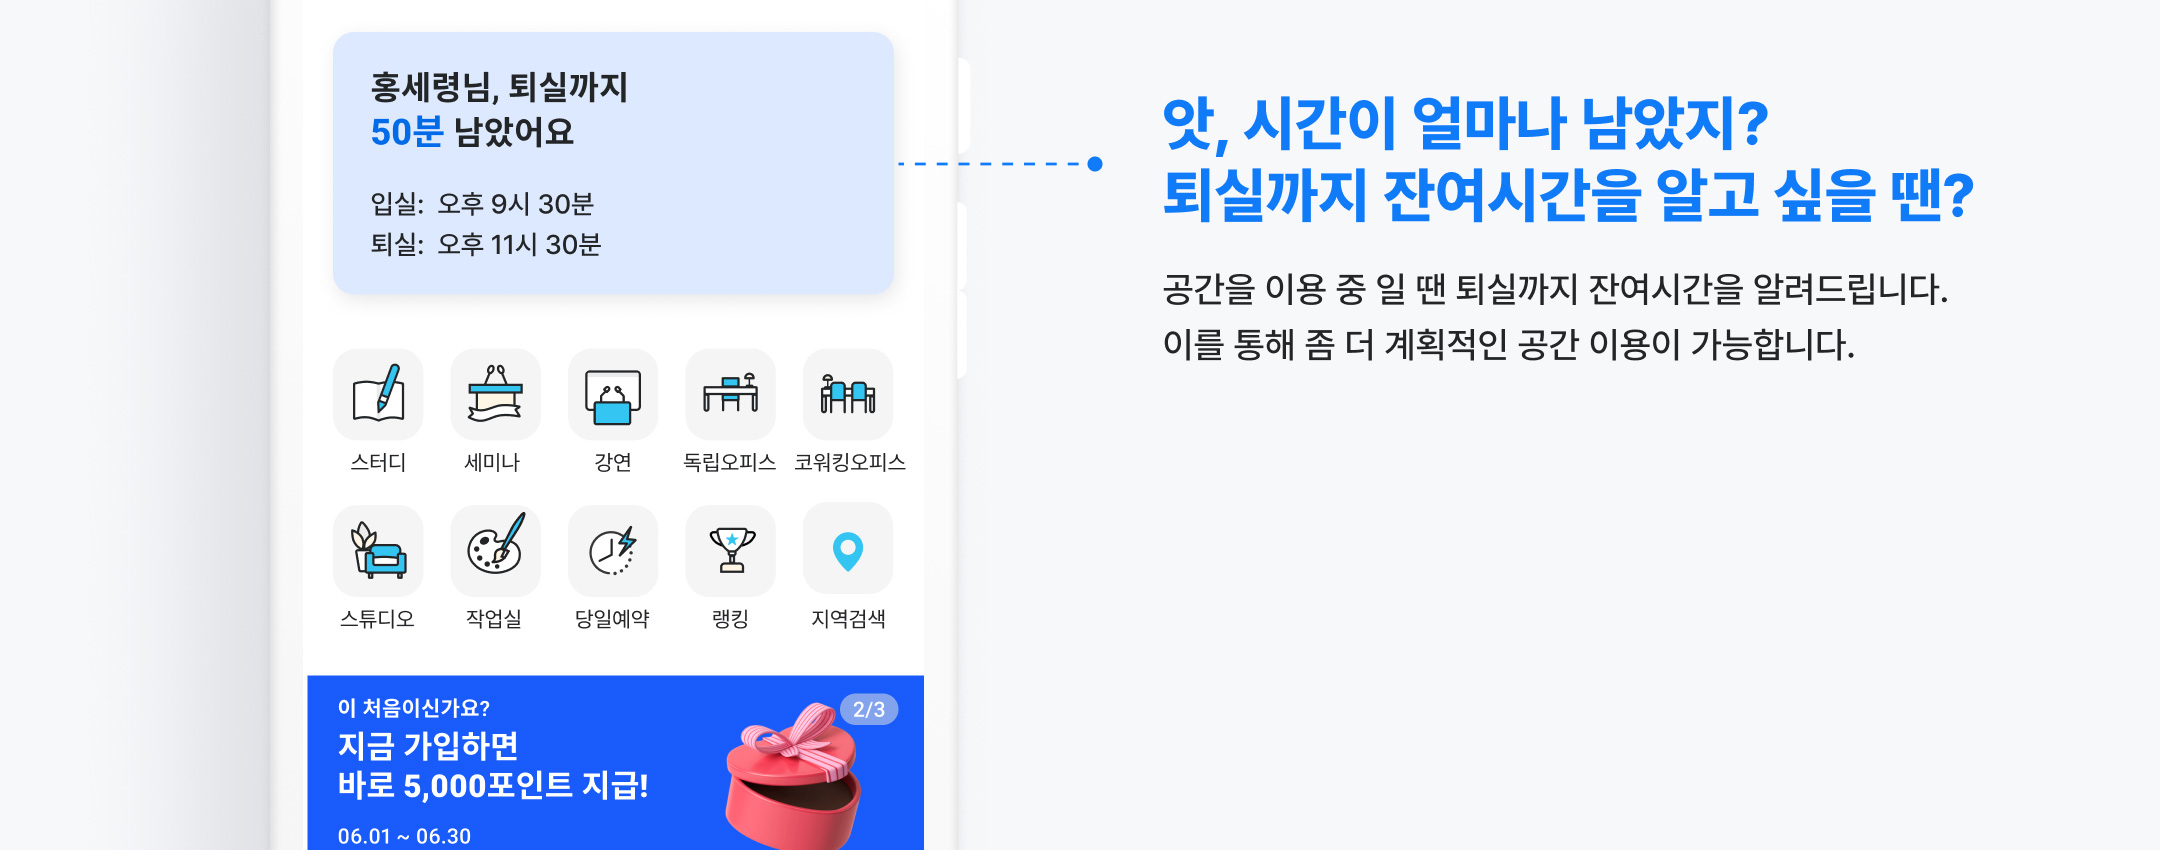 홍세령님, 퇴실까지
50분 남았어요
입실: 오후 9시 30분
퇴실: 오후 11시 30분
스터디
세미나
강연
독립오피스
코워킹오피스
스튜디오
작업실
당일예약
랭킹
지역검색
이 처음이신가요?
지금 가입하면
바로 5,000포인트 지급!
06.01 ~ 06.30
2/3
앗, 시간이 얼마나 남았지?
퇴실까지 잔여시간을 알고 싶을 땐?
공간을 이용 중 일 땐 퇴실까지 잔여시간을 알려드립니다.
이를 통해 좀 더 계획적인 공간 이용이 가능합니다.